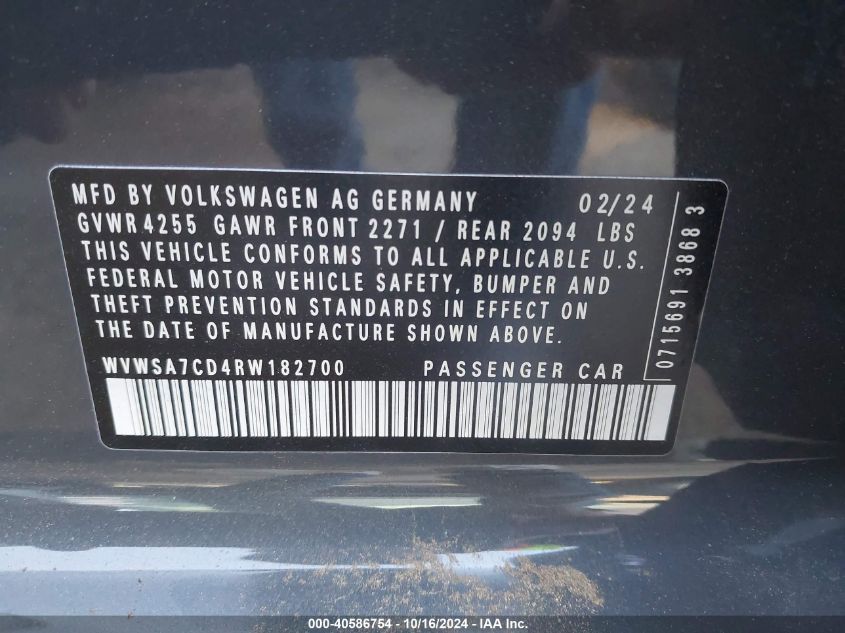 MFD BY VOLKSWAGEN AG GERMANY 02/24
GVWR 4255 GAWR FRONT 2271 / REAR 2094 LBS
THIS VEHICLE CONFORMS TO ALL APPLICABLE U.S.
FEDERAL MOTOR VEHICLE SAFETY, BUMPER AND
THEFT PREVENTION STANDARDS IN EFFECT ON
THE DATE OF MANUFACTURE SHOWN ABOVE.
WVWSA7CD4RW182700 PASSENGER CAR
0715691 3868 3
000-40586754 - 10/16/2024 - IAA, Inc.